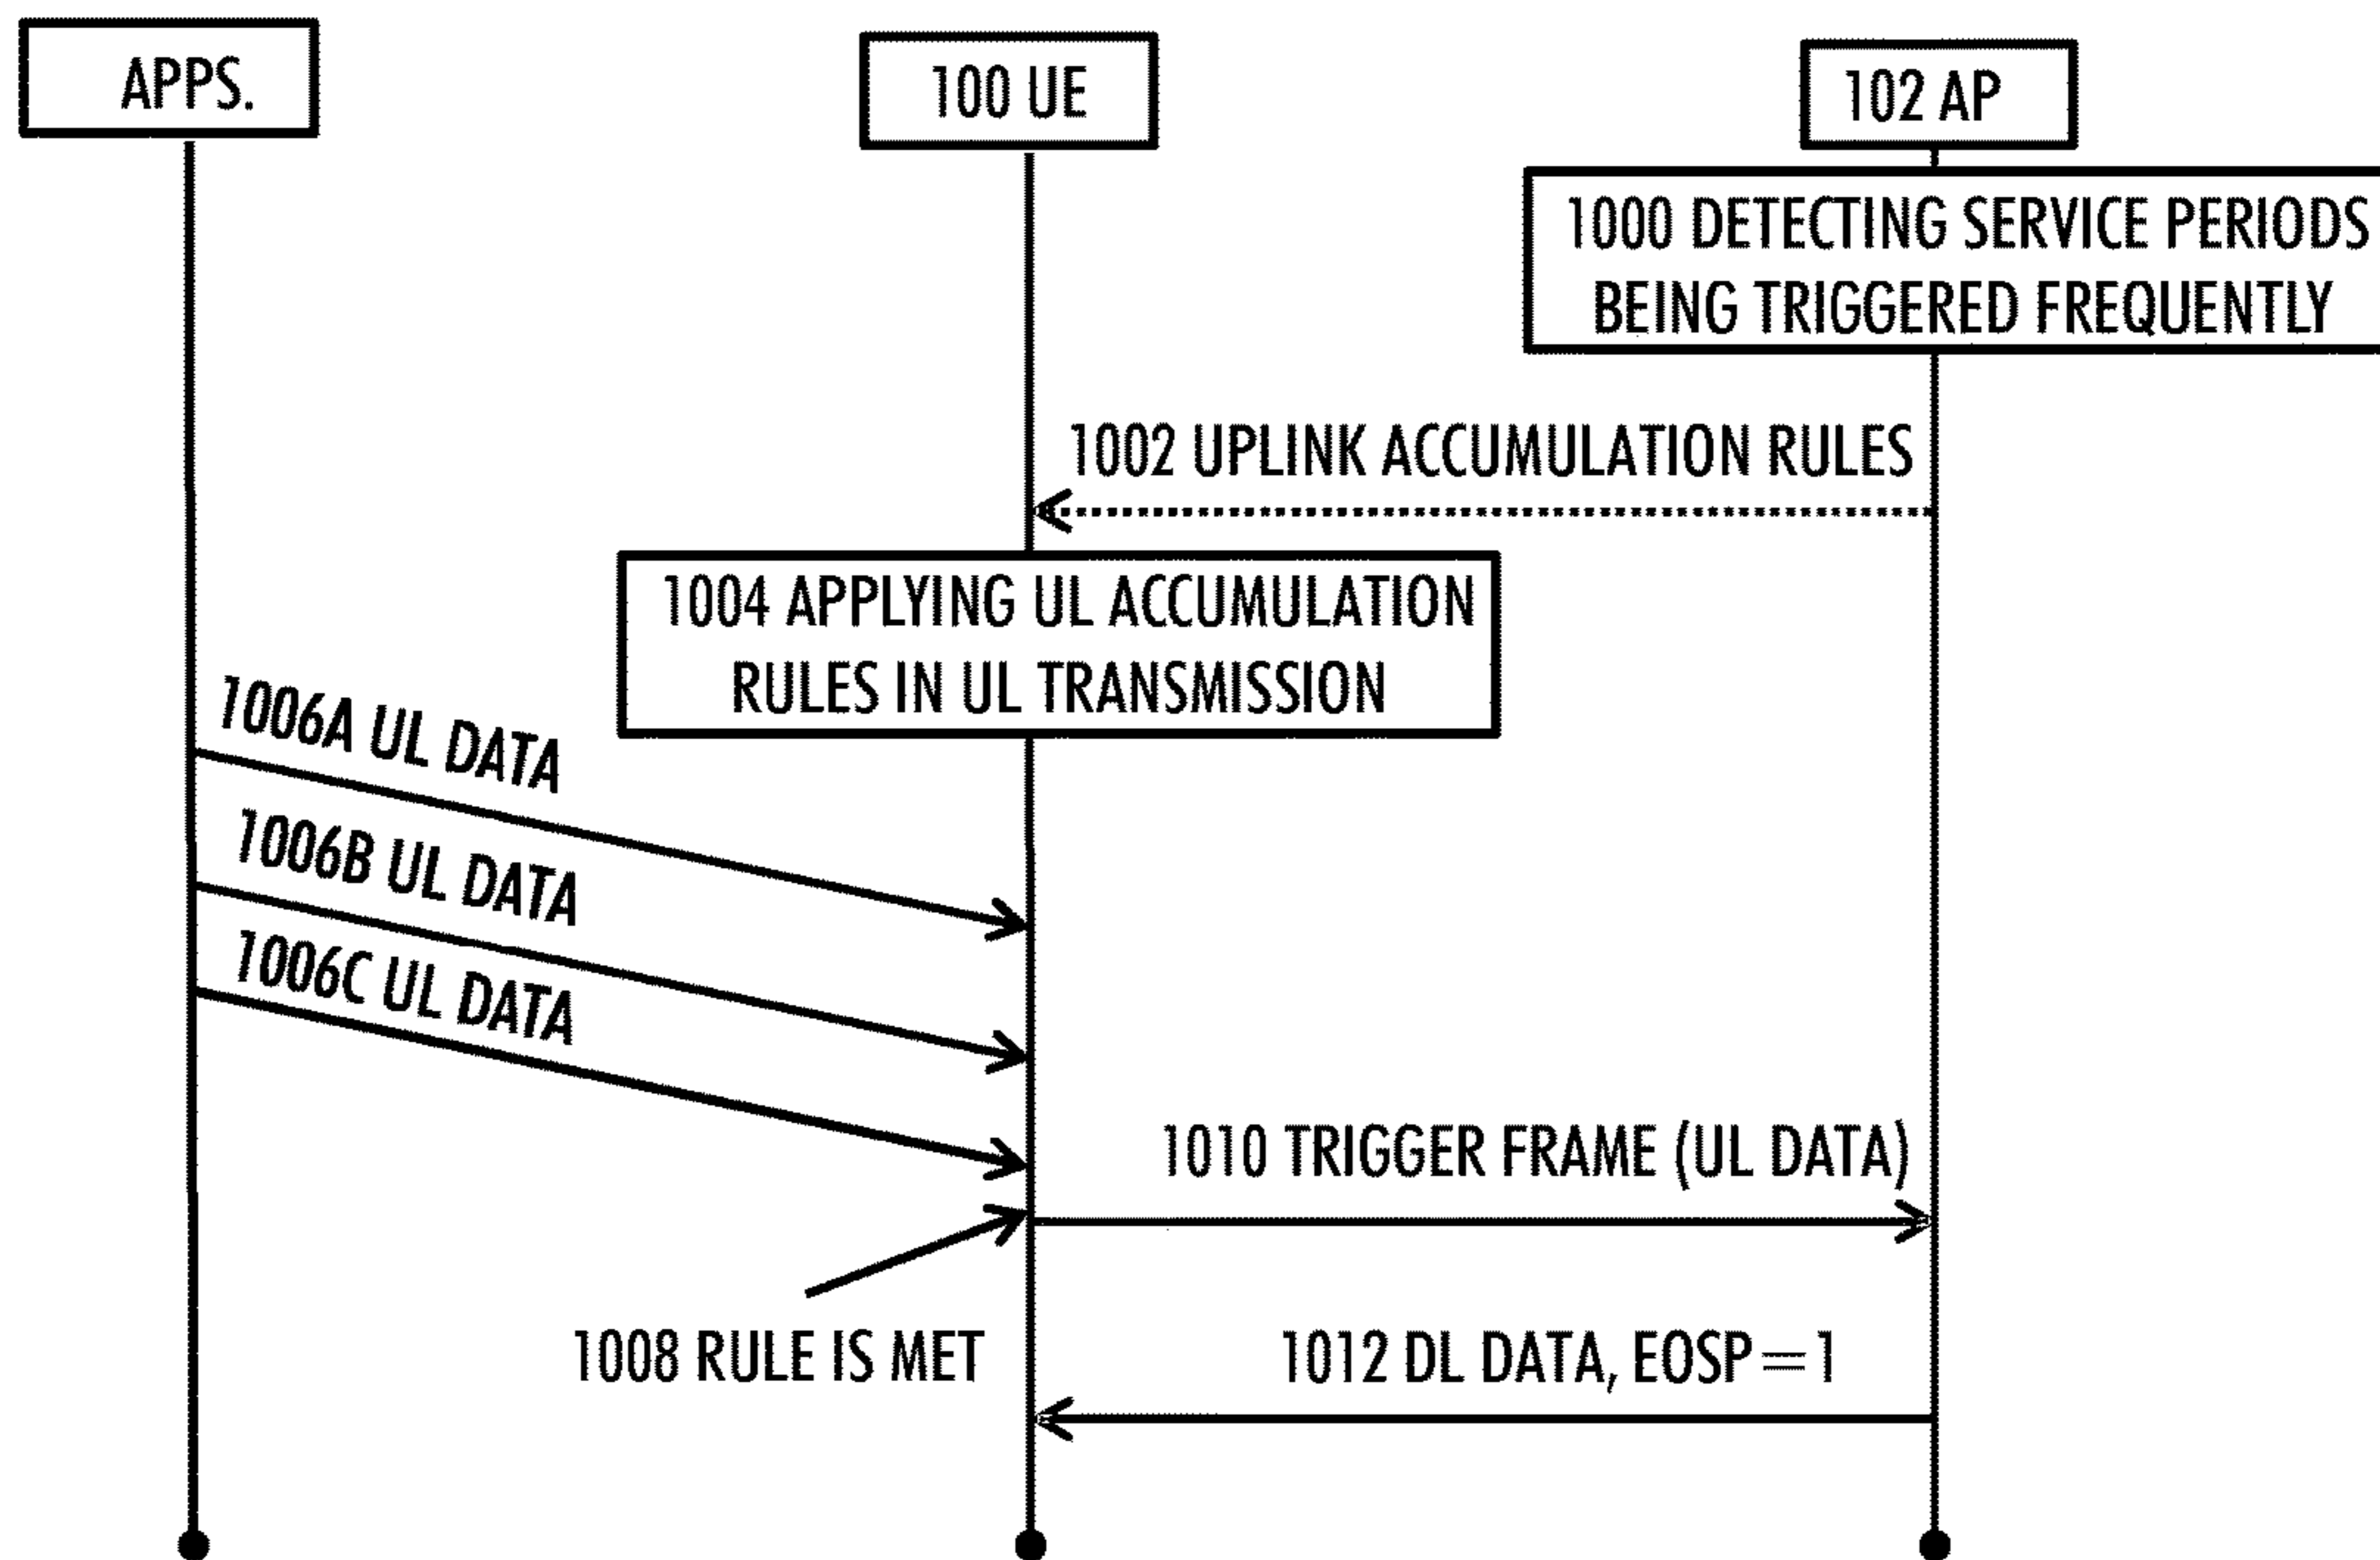 APPS.
100 UE
102 AP
1000 DETECTING SERVICE PERIODS
BEING TRIGGERED FREQUENTLY
1002 UPLINK ACCUMULATION RULES
1004 APPLYING UL ACCUMULATION
RULES IN UL TRANSMISSION
1006A UL DATA
1006B UL DATA
1006C UL DATA
1010 TRIGGER FRAME (UL DATA)
1008 RULE IS MET
1012 DL DATA, EOSP=1